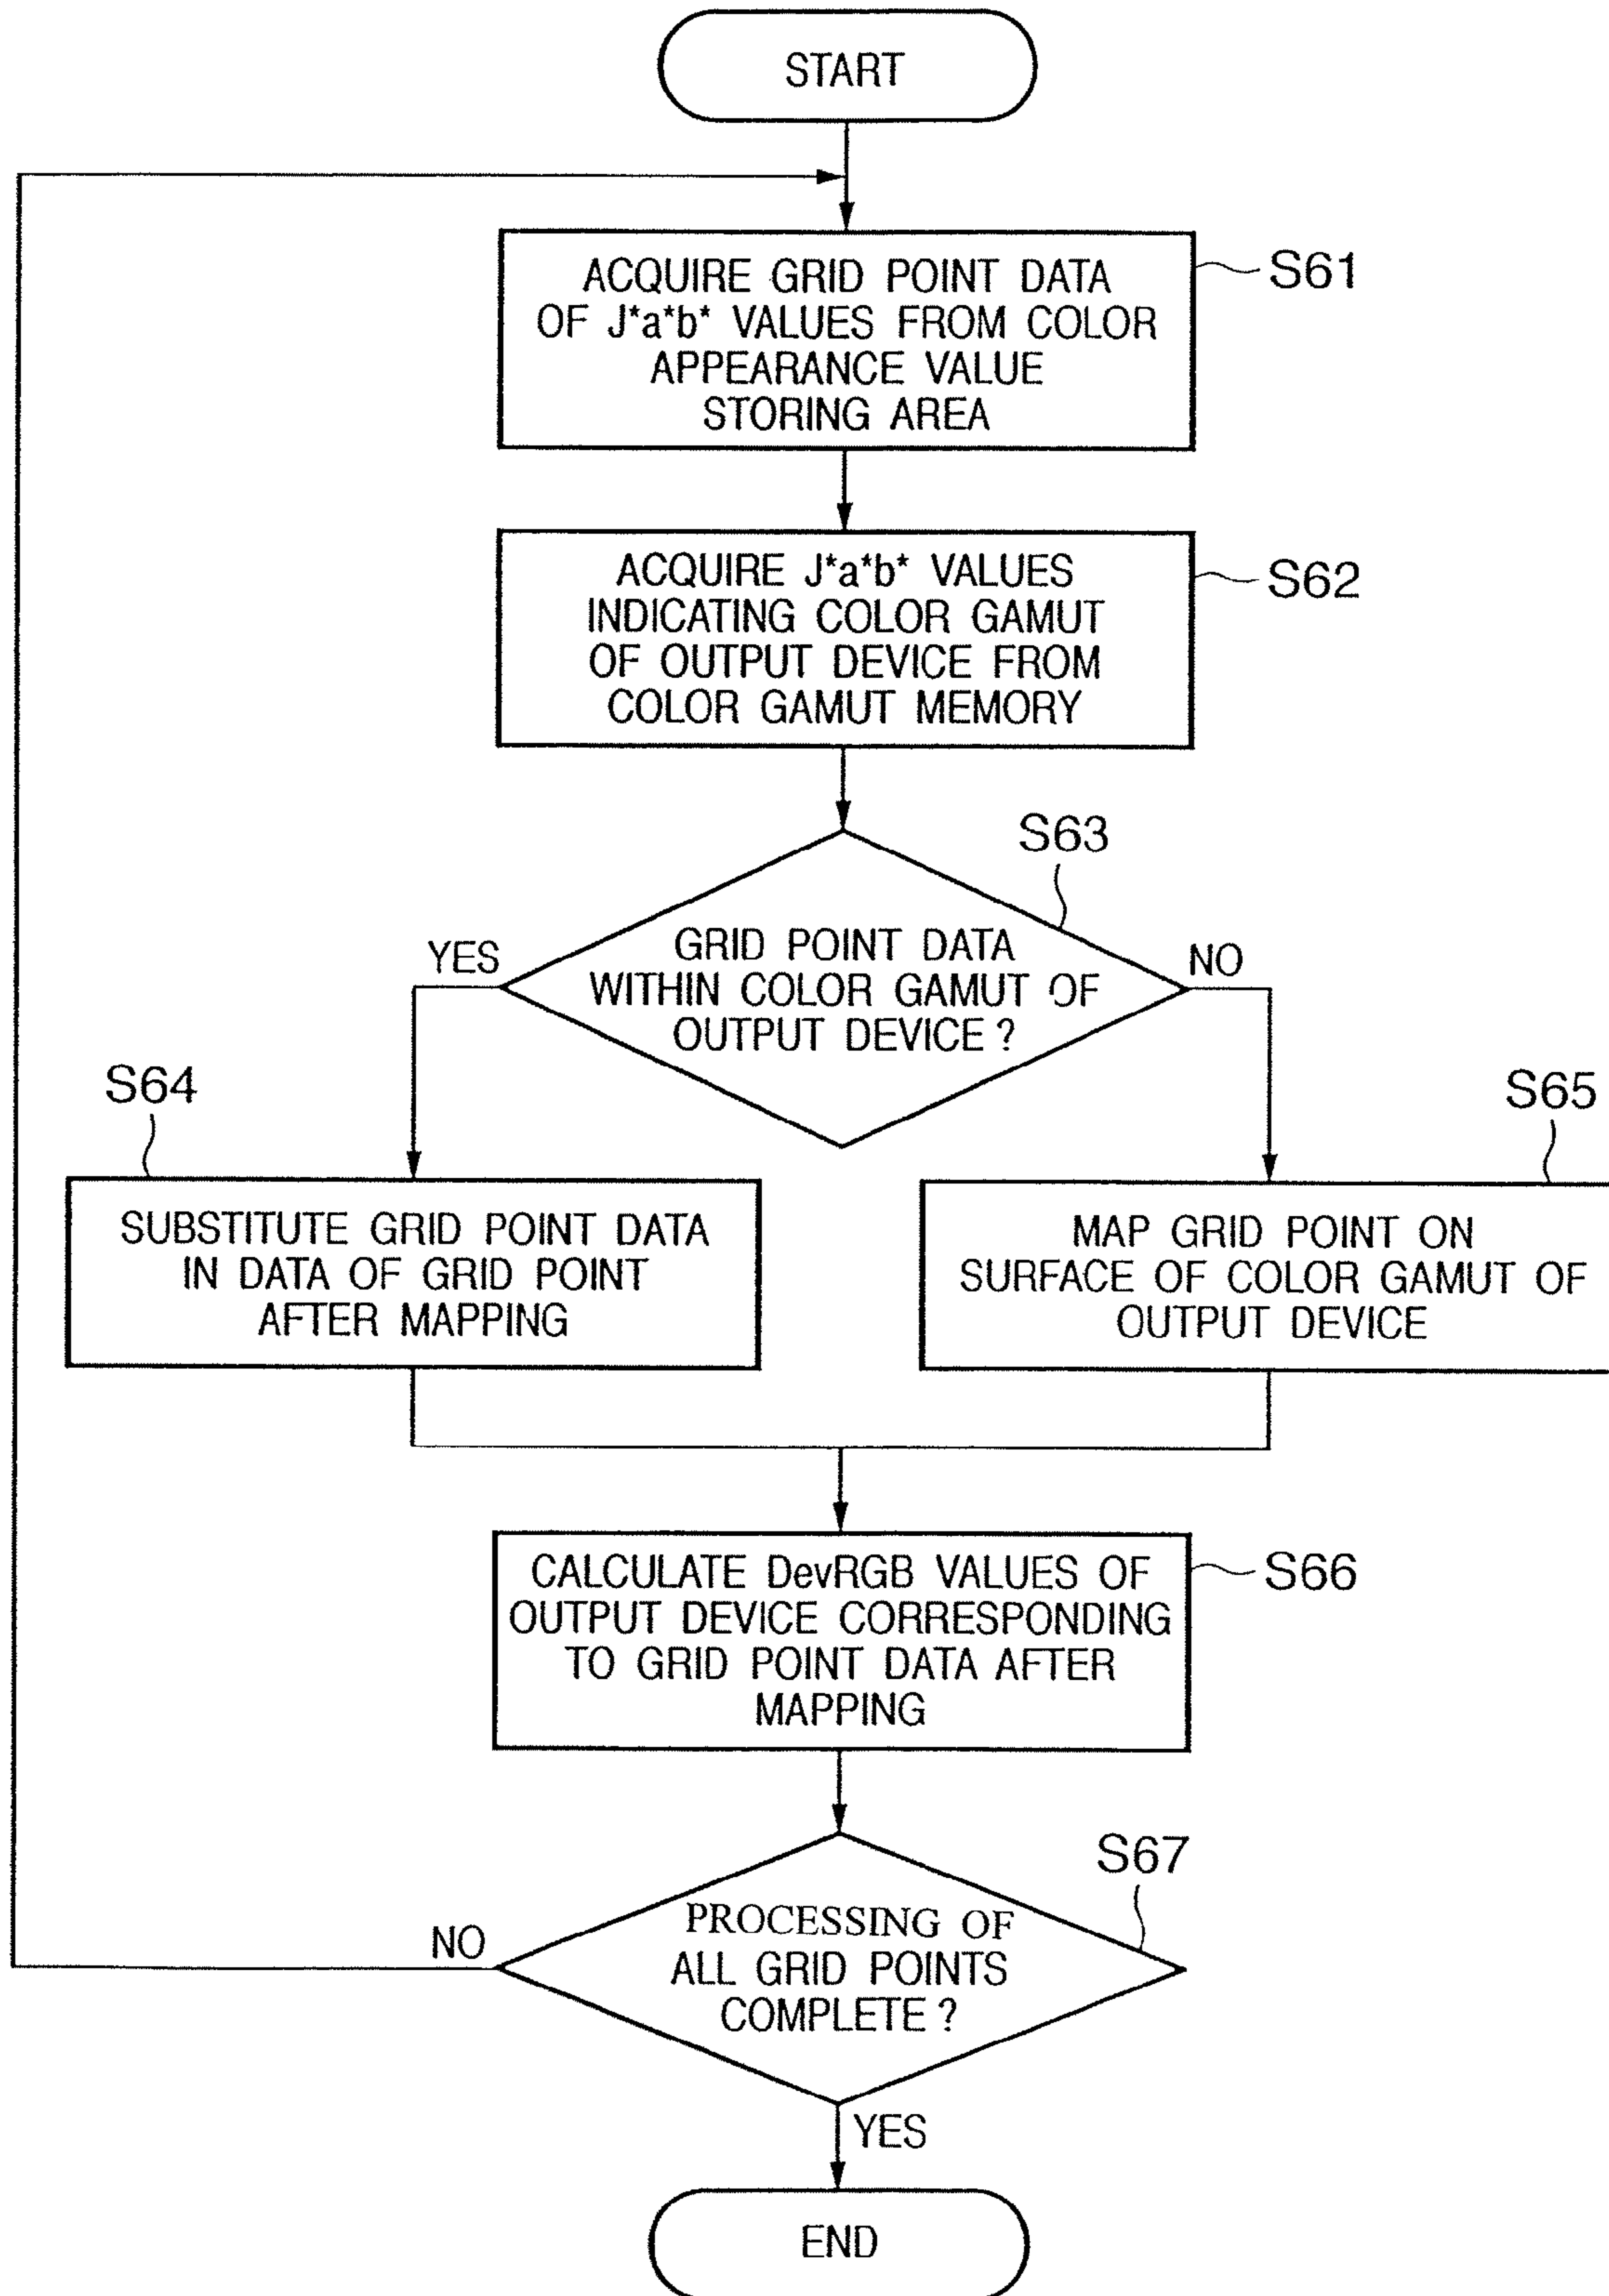 START
ACQUIRE GRID POINT DATA
OF J*a*b* VALUES FROM COLOR
APPEARANCE VALUE
STORING AREA
S61
ACQUIRE J*a*b* VALUES
INDICATING COLOR GAMUT
OF OUTPUT DEVICE FROM
COLOR GAMUT MEMORY
S62
S63
GRID POINT DATA
WITHIN COLOR GAMUT OF
OUTPUT DEVICE ?
YES
NO
S64
SUBSTITUTE GRID POINT DATA
IN DATA OF GRID POINT
AFTER MAPPING
S65
MAP GRID POINT ON
SURFACE OF COLOR GAMUT OF
OUTPUT DEVICE
CALCULATE DevRGB VALUES OF
OUTPUT DEVICE CORRESPONDING
TO GRID POINT DATA AFTER
MAPPING
S66
S67
PROCESSING OF
ALL GRID POINTS
COMPLETE ?
NO
YES
END